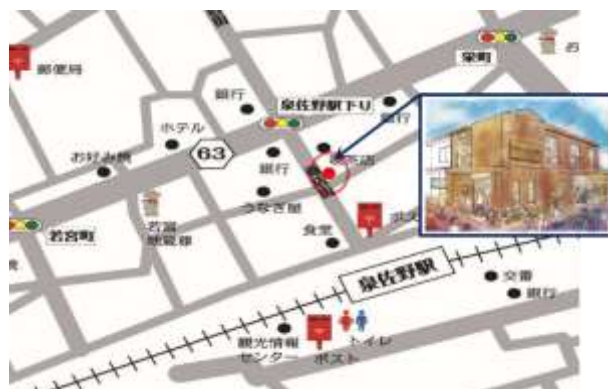 栄町
お
郵便局
銀行
泉佐野駅下り
銀行
ホテル
63
お好み焼
銀行
うなぎ屋
若宮町
食堂
泉佐野駅
交番
銀行
観光情報
センター
ポスト
トイレ